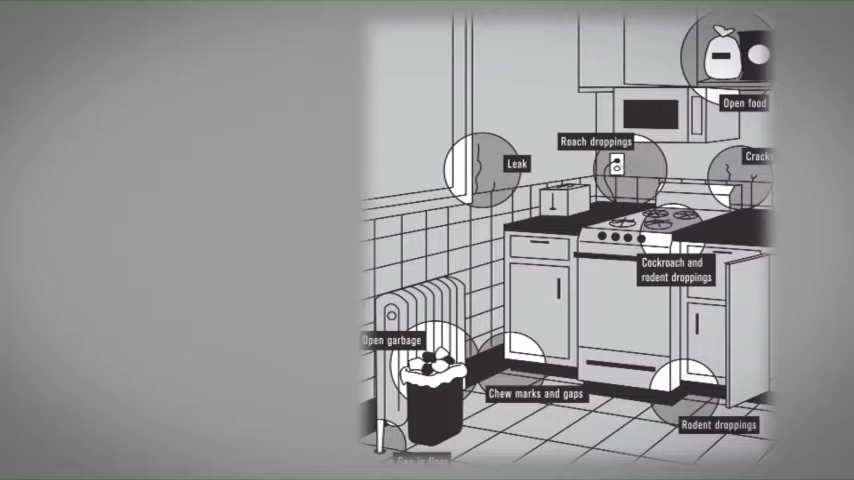 Open food
Roach droppings
Cracks
Leak
Cockroach and
rodent droppings
Open garbage
Chew marks and gaps
Rodent droppings